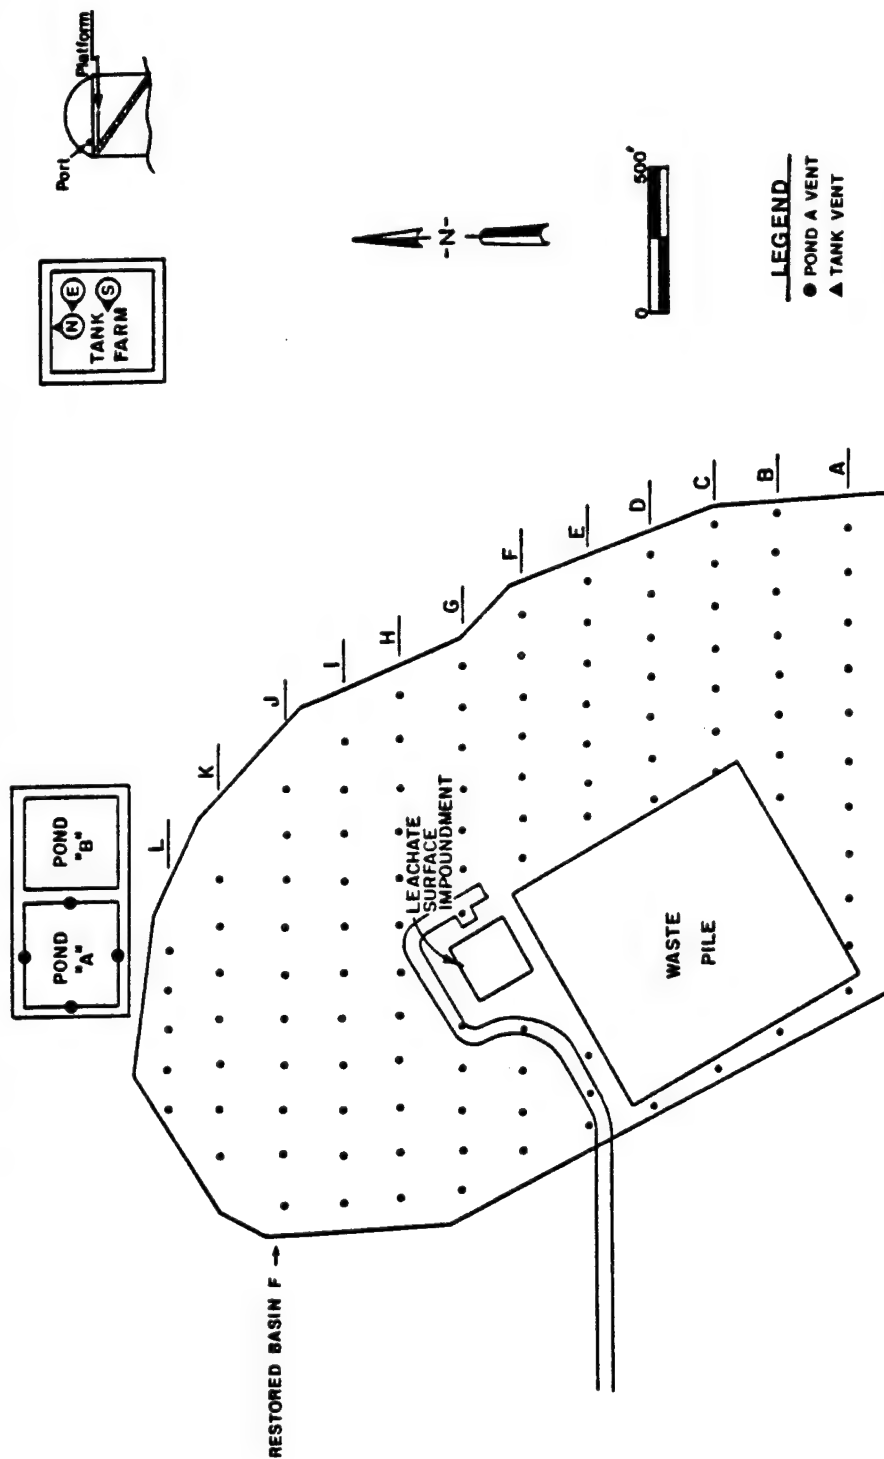 Port
Platform
N
E
S
TANK
FARM
-N-
0
500'
LEGEND
● POND A VENT
▲ TANK VENT
POND
"A"
POND
"B"
L
K
J
I
H
G
F
E
D
C
B
A
LEACHATE
SURFACE
IMPOUNDMENT
WASTE
PILE
RESTORED BASIN F →